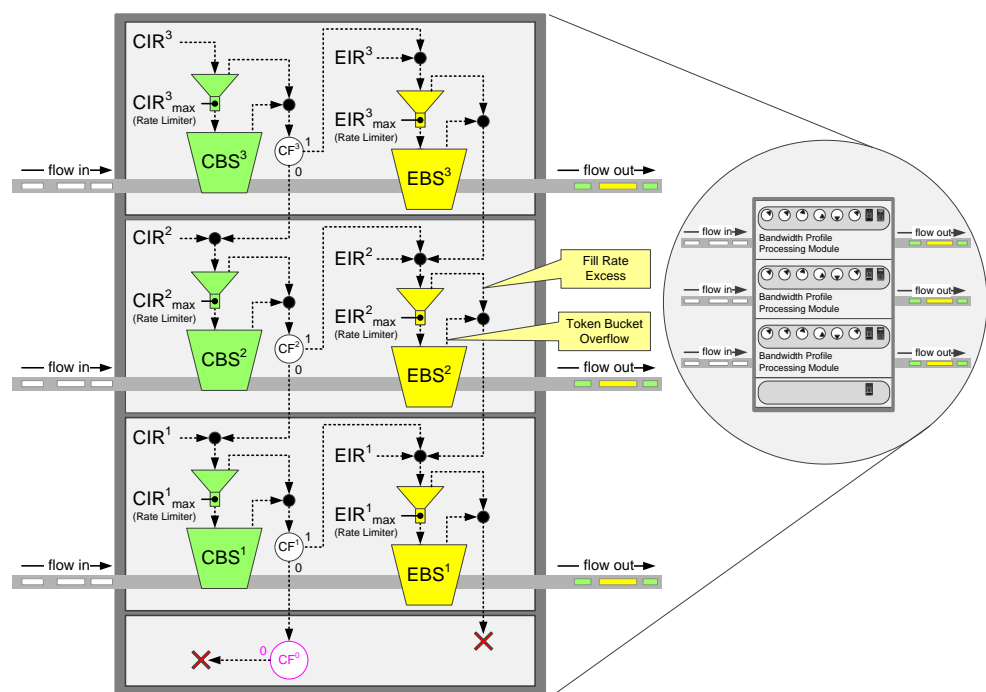 CIR³
CIR³max
(Rate Limiter)
CBS³
CF³
1
0
EIR³
EIR³max
(Rate Limiter)
EBS³
flow in
flow out
CIR²
CIR²max
(Rate Limiter)
CBS²
CF²
1
0
EIR²
EIR²max
(Rate Limiter)
EBS²
flow in
flow out
Fill Rate
Excess
Token Bucket
Overflow
CIR¹
CIR¹max
(Rate Limiter)
CBS¹
CF¹
1
0
EIR¹
EIR¹max
(Rate Limiter)
EBS¹
flow in
flow out
0
CF⁰
flow in
Bandwidth Profile
Processing Module
flow out
flow in
Bandwidth Profile
Processing Module
flow out
flow in
Bandwidth Profile
Processing Module
flow out